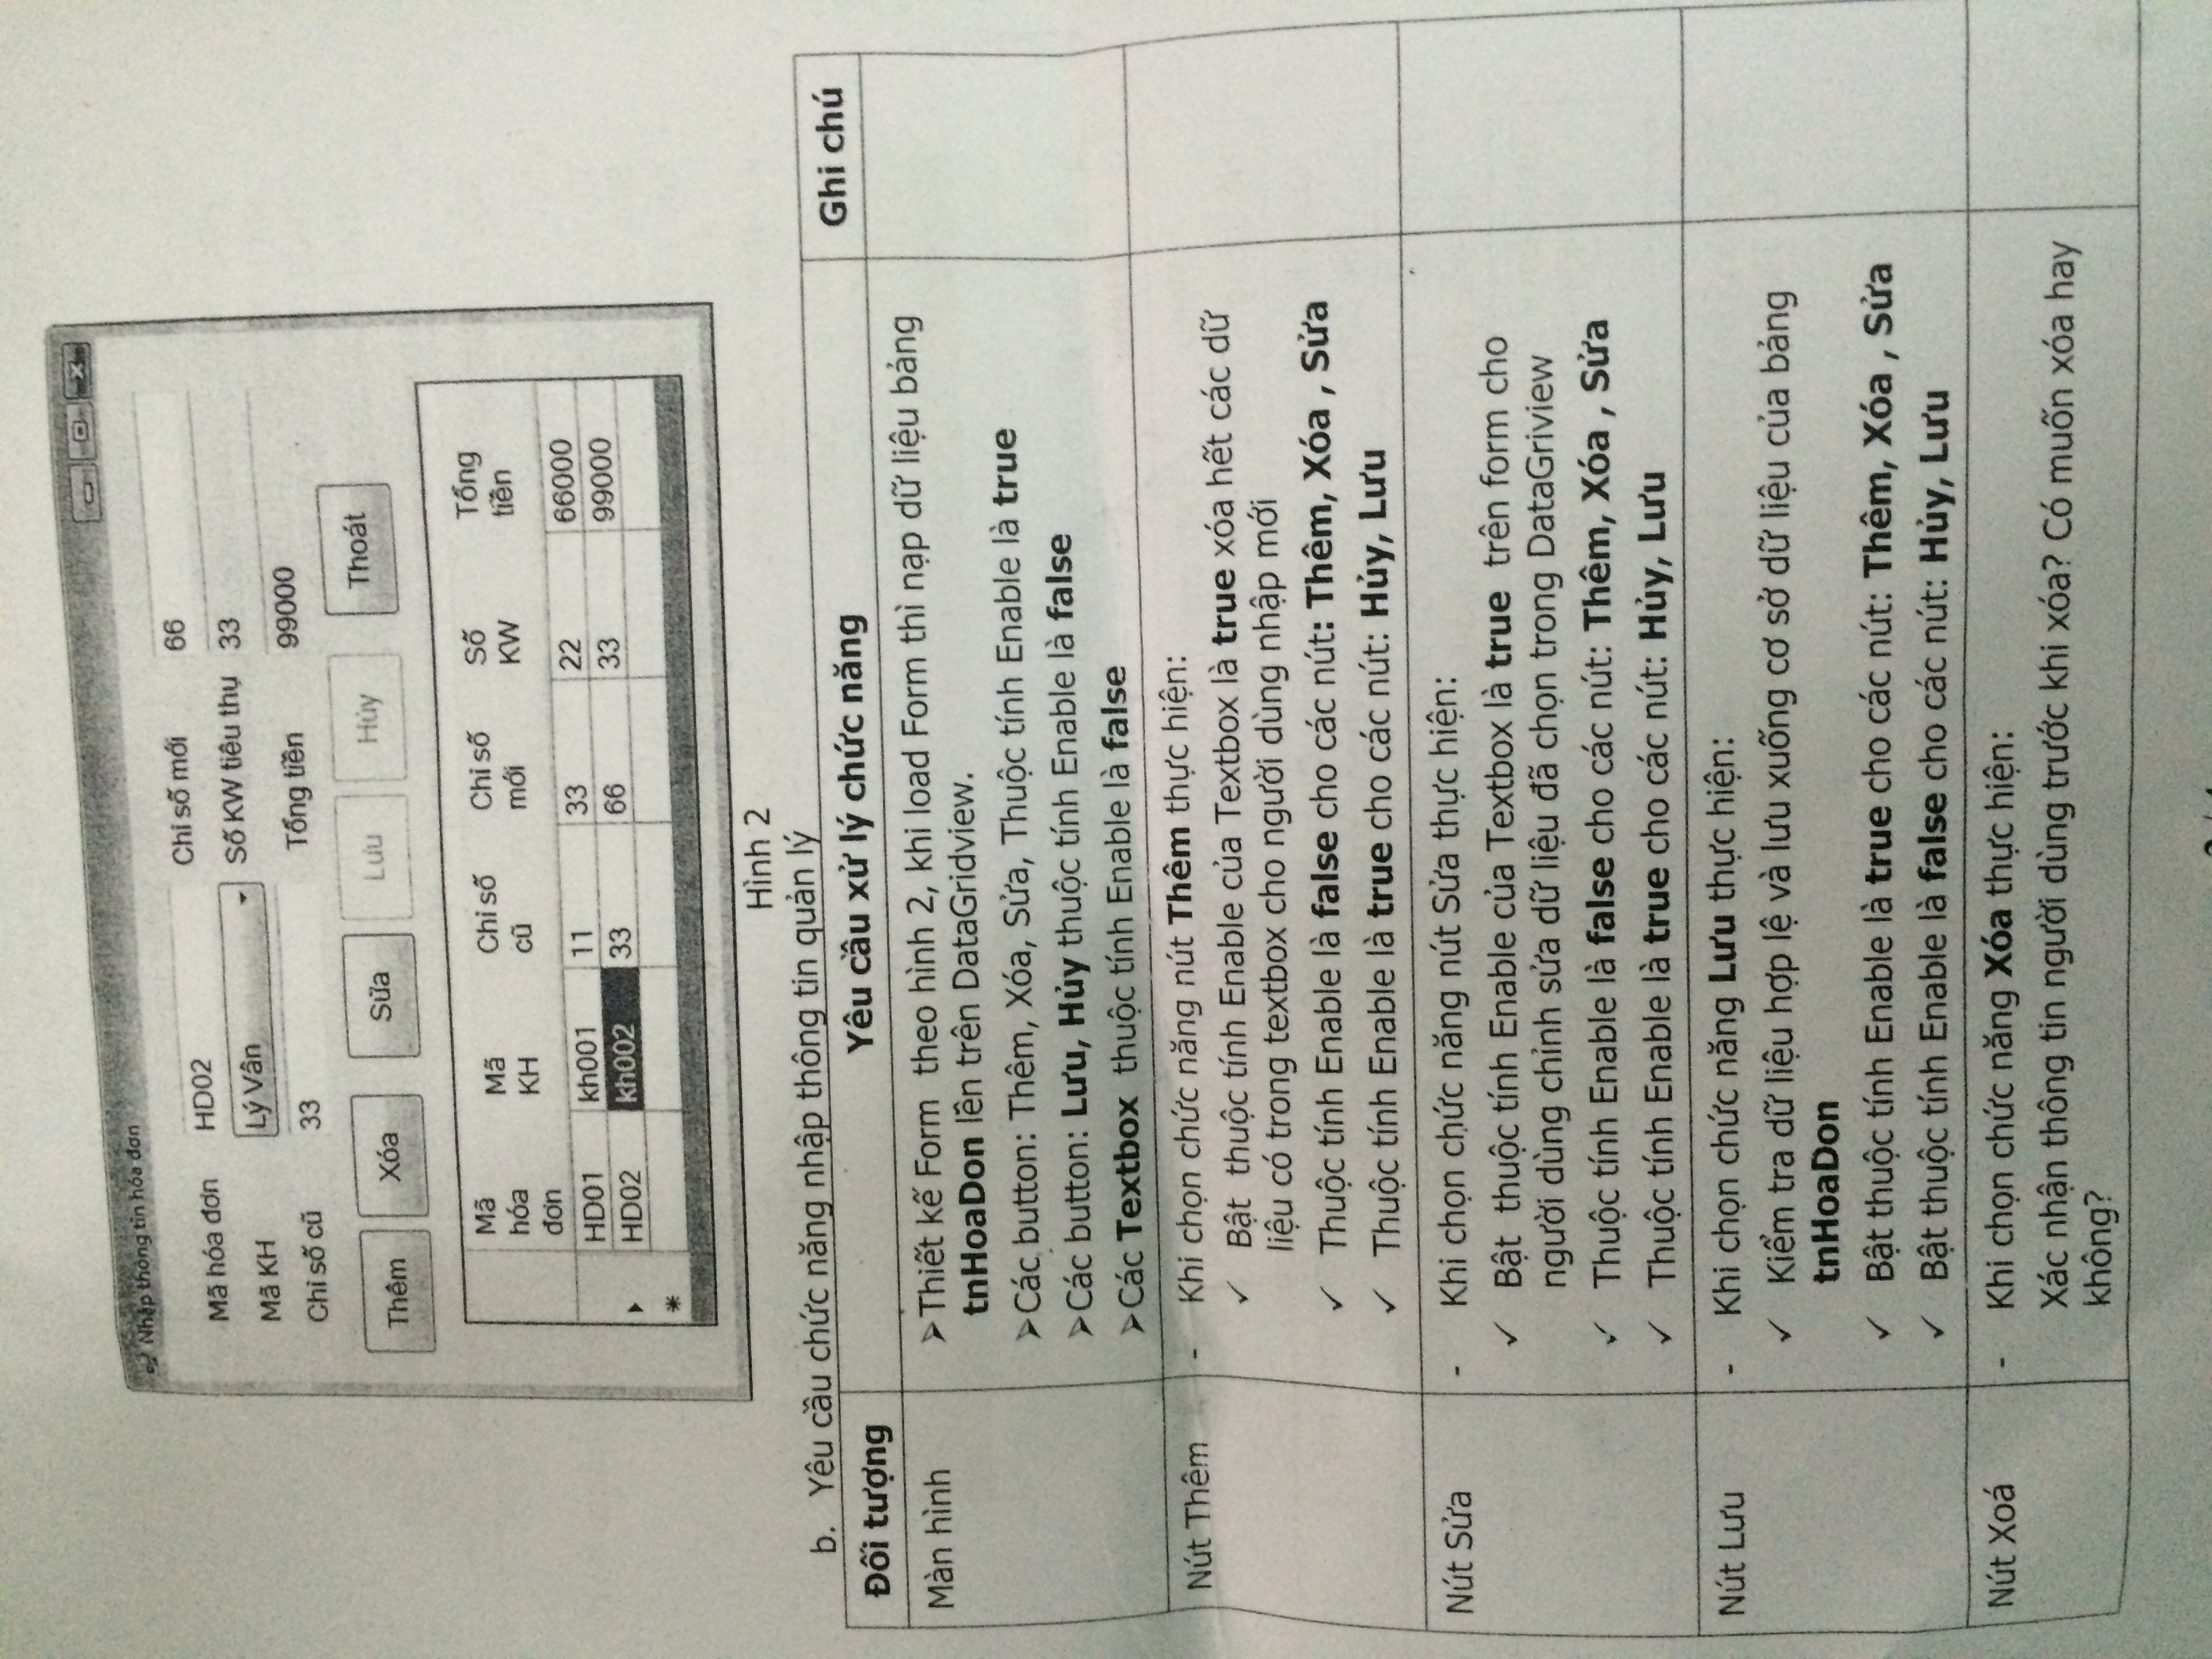 Nhập thông tin hóa đơn
Mã hóa đơn HD02 Chỉ số mới 66
Mã KH Lý Vân Số KW tiêu thụ 33
Chỉ số cũ 33 Tổng tiền 99000
Thêm Xóa Sữa Lưu Hủy Thoát
Mã hóa đơn Mã KH Chỉ số cũ Chỉ số mới Số KW Tổng tiền
HD01 kh001 11 33 22 66000
HD02 kh002 33 66 33 99000
Hình 2
b. Yêu cầu chức năng nhập thông tin quản lý
Đối tượng Yêu cầu xử lý chức năng Ghi chú
Màn hình
➢Thiết kế Form theo hình 2, khi load Form thì nạp dữ liệu bảng
tnHoaDon lên trên DataGridview.
➢Các button: Thêm, Xóa, Sửa, Thuộc tính Enable là true
➢Các button: Lưu, Hủy thuộc tính Enable là false
➢Các Textbox thuộc tính Enable là false
Nút Thêm
- Khi chọn chức năng nút Thêm thực hiện:
✓ Bật thuộc tính Enable của Textbox là true xóa hết các dữ
liệu có trong textbox cho người dùng nhập mới
✓ Thuộc tính Enable là false cho các nút: Thêm, Xóa , Sửa
✓ Thuộc tính Enable là true cho các nút: Hủy, Lưu
Nút Sửa
- Khi chọn chức năng nút Sửa thực hiện:
✓ Bật thuộc tính Enable của Textbox là true trên form cho
người dùng chỉnh sửa dữ liệu đã chọn trong DataGriview
✓ Thuộc tính Enable là false cho các nút: Thêm, Xóa , Sửa
✓ Thuộc tính Enable là true cho các nút: Hủy, Lưu
Nút Lưu
- Khi chọn chức năng Lưu thực hiện:
✓ Kiểm tra dữ liệu hợp lệ và lưu xuống cơ sở dữ liệu của bảng
tnHoaDon
✓ Bật thuộc tính Enable là true cho các nút: Thêm, Xóa , Sửa
✓ Bật thuộc tính Enable là false cho các nút: Hủy, Lưu
Nút Xoá
- Khi chọn chức năng Xóa thực hiện:
Xác nhận thông tin người dùng trước khi xóa? Có muốn xóa hay
không?